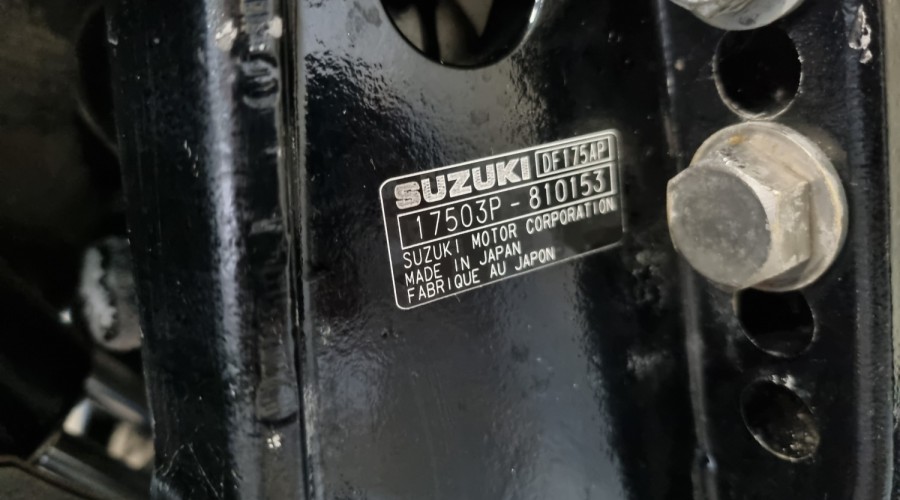 SUZUKI DF175AP
17503P - 810153
SUZUKI MOTOR CORPORATION
MADE IN JAPAN
FABRIQUE AU JAPON